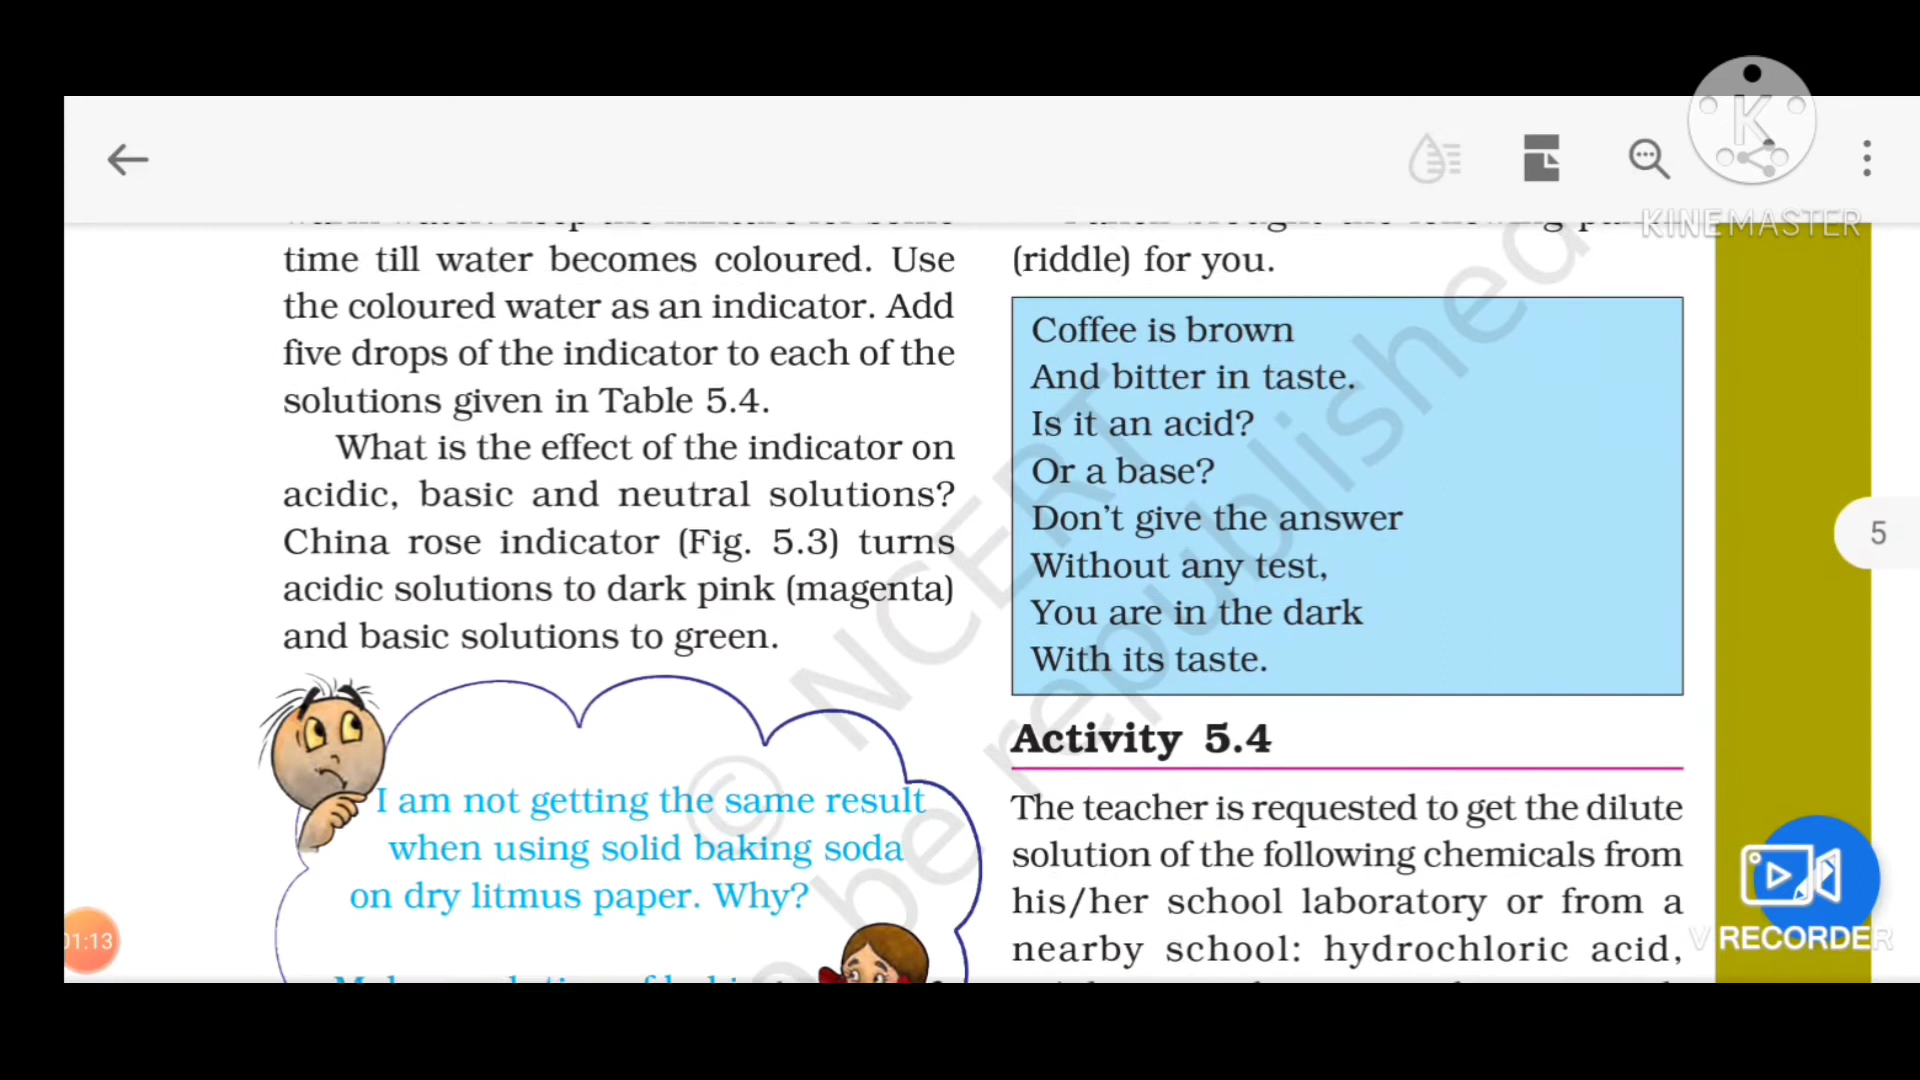 KINEMASTER
time till water becomes coloured. Use
the coloured water as an indicator. Add
five drops of the indicator to each of the
solutions given in Table 5.4.
What is the effect of the indicator on
acidic, basic and neutral solutions?
China rose indicator (Fig. 5.3) turns
acidic solutions to dark pink (magenta)
and basic solutions to green.
I am not getting the same result
when using solid baking soda
on dry litmus paper. Why?
(riddle) for you.
Coffee is brown
And bitter in taste.
Is it an acid?
Or a base?
Don't give the answer
Without any test,
You are in the dark
With its taste.
Activity 5.4
The teacher is requested to get the dilute
solution of the following chemicals from
his/her school laboratory or from a
nearby school: hydrochloric acid,
© NCERT
be republished
5
01:13
V RECORDER